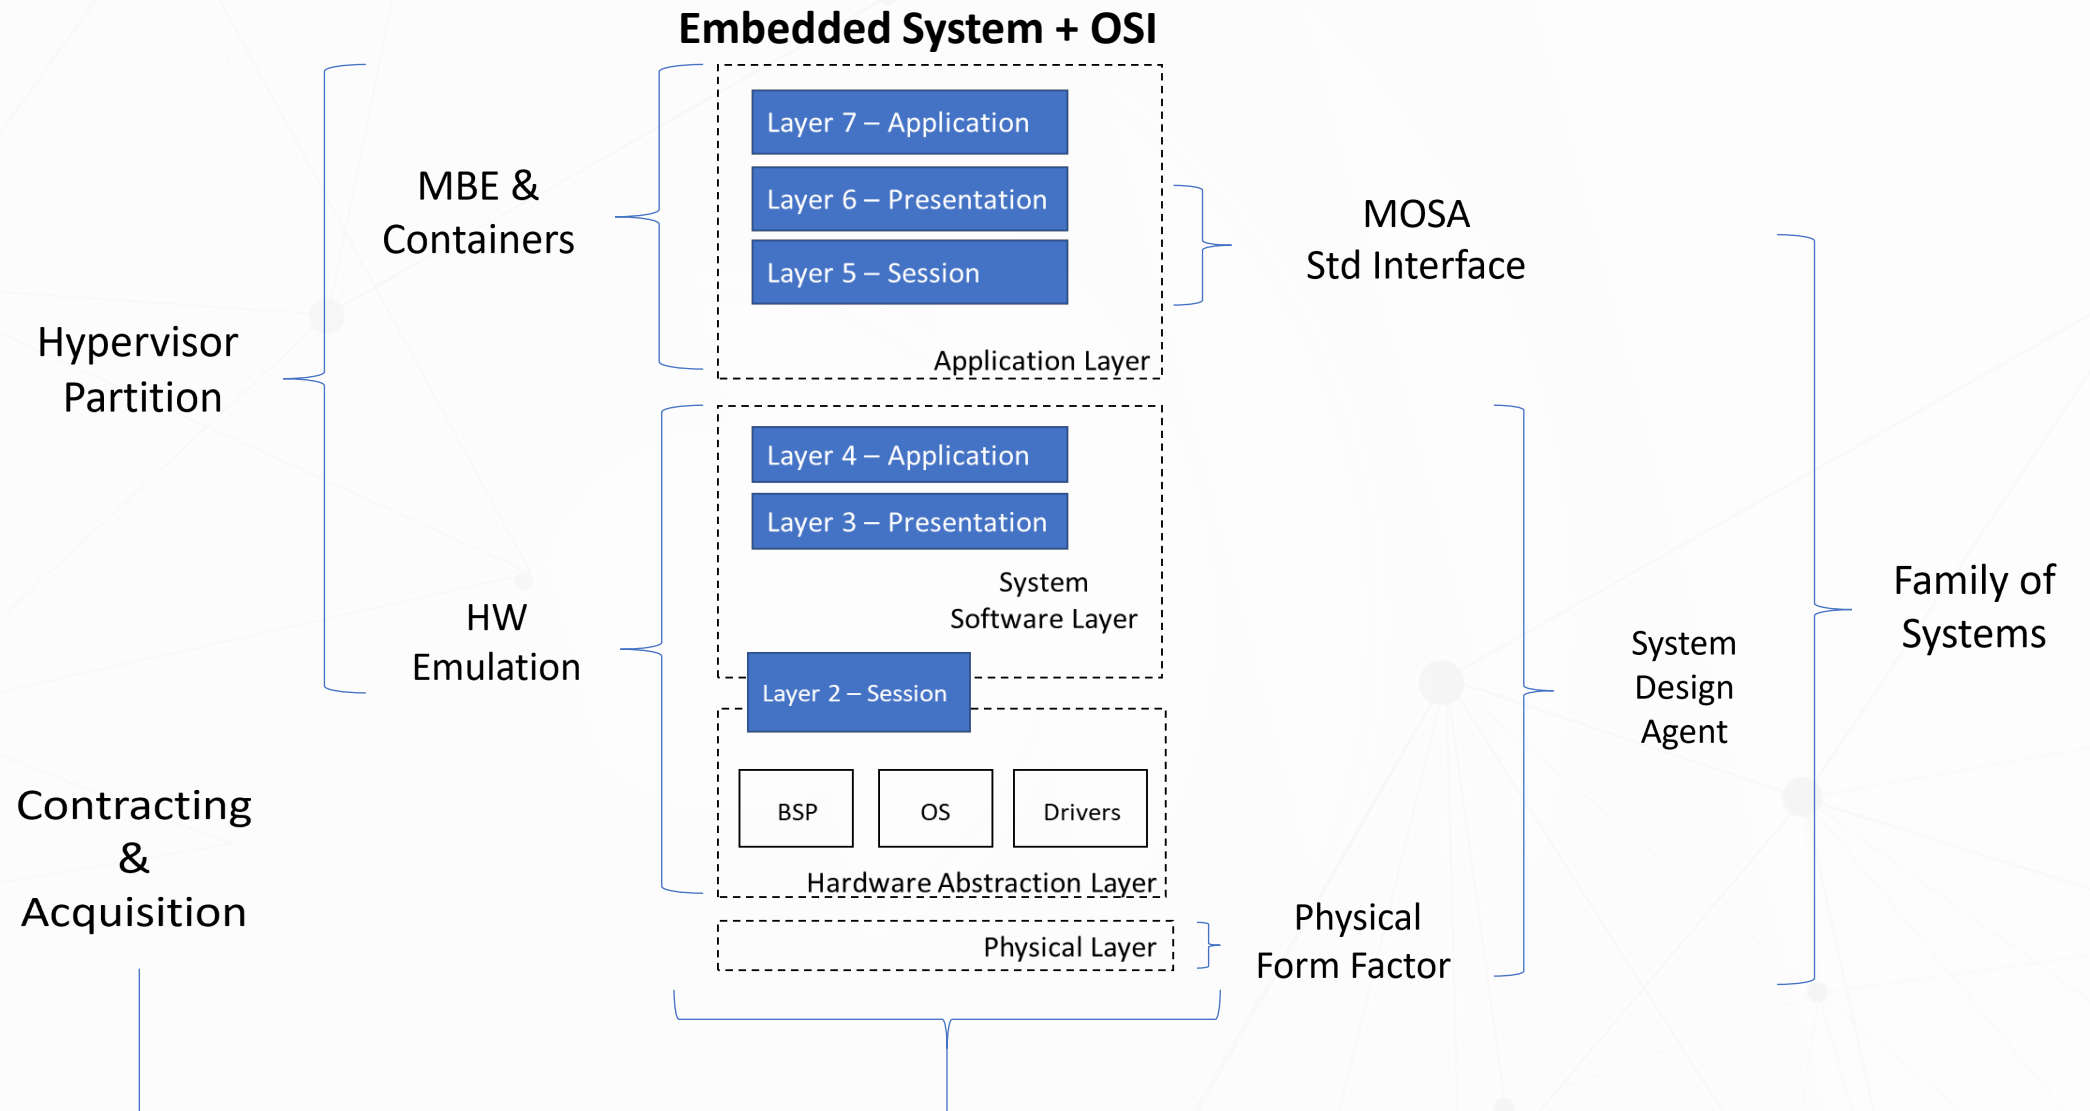 Embedded System + OSI
Layer 7 – Application
Layer 6 – Presentation
Layer 5 – Session
Application Layer
MBE &
Containers
MOSA
Std Interface
Hypervisor
Partition
Layer 4 – Application
Layer 3 – Presentation
System
Software Layer
HW
Emulation
Layer 2 – Session
BSP
OS
Drivers
Hardware Abstraction Layer
Physical Layer
Physical
Form Factor
System
Design
Agent
Family of
Systems
Contracting
&
Acquisition